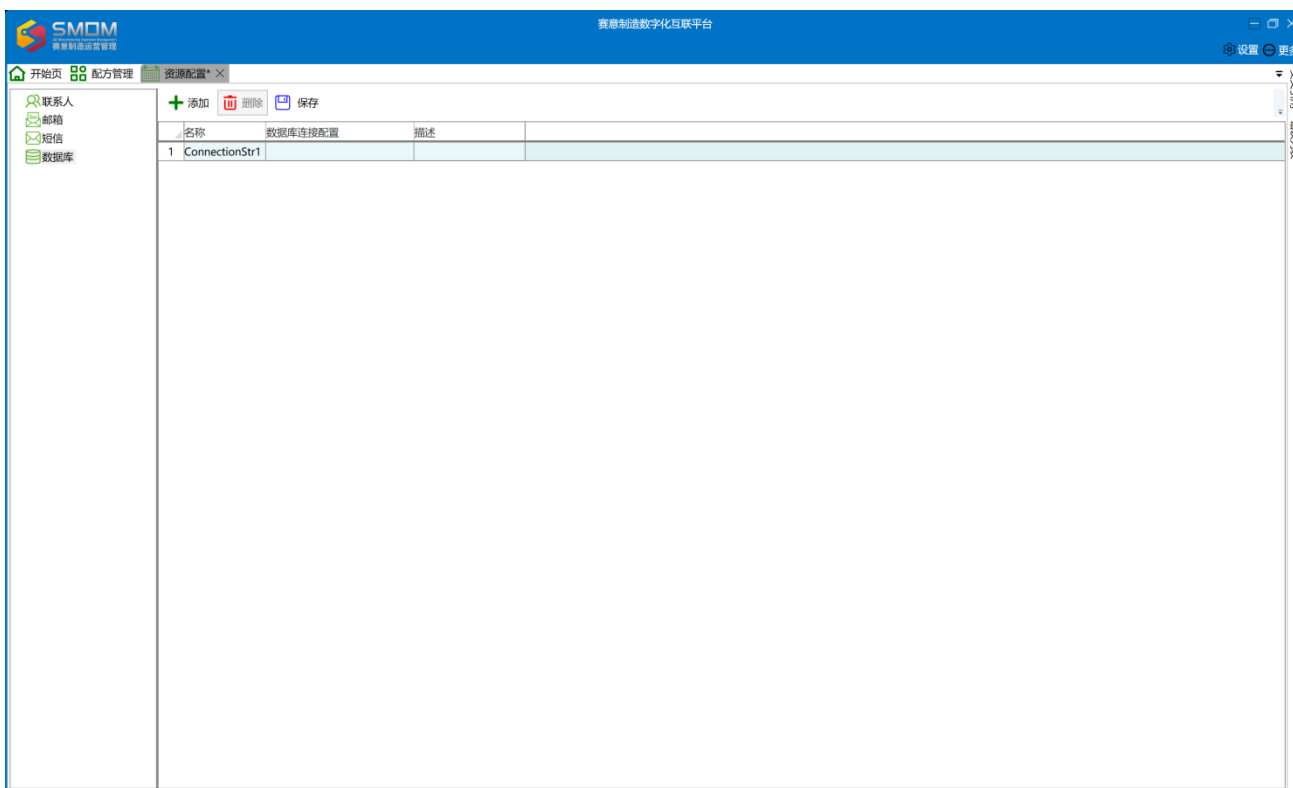 赛意制造数字化互联平台
SMOM
赛意制造运营管理
设置 更多
开始页 配方管理 资源配置*
联系人
邮箱
短信
数据库
添加 删除 保存
名称 数据库连接配置 描述
1 ConnectionStr1